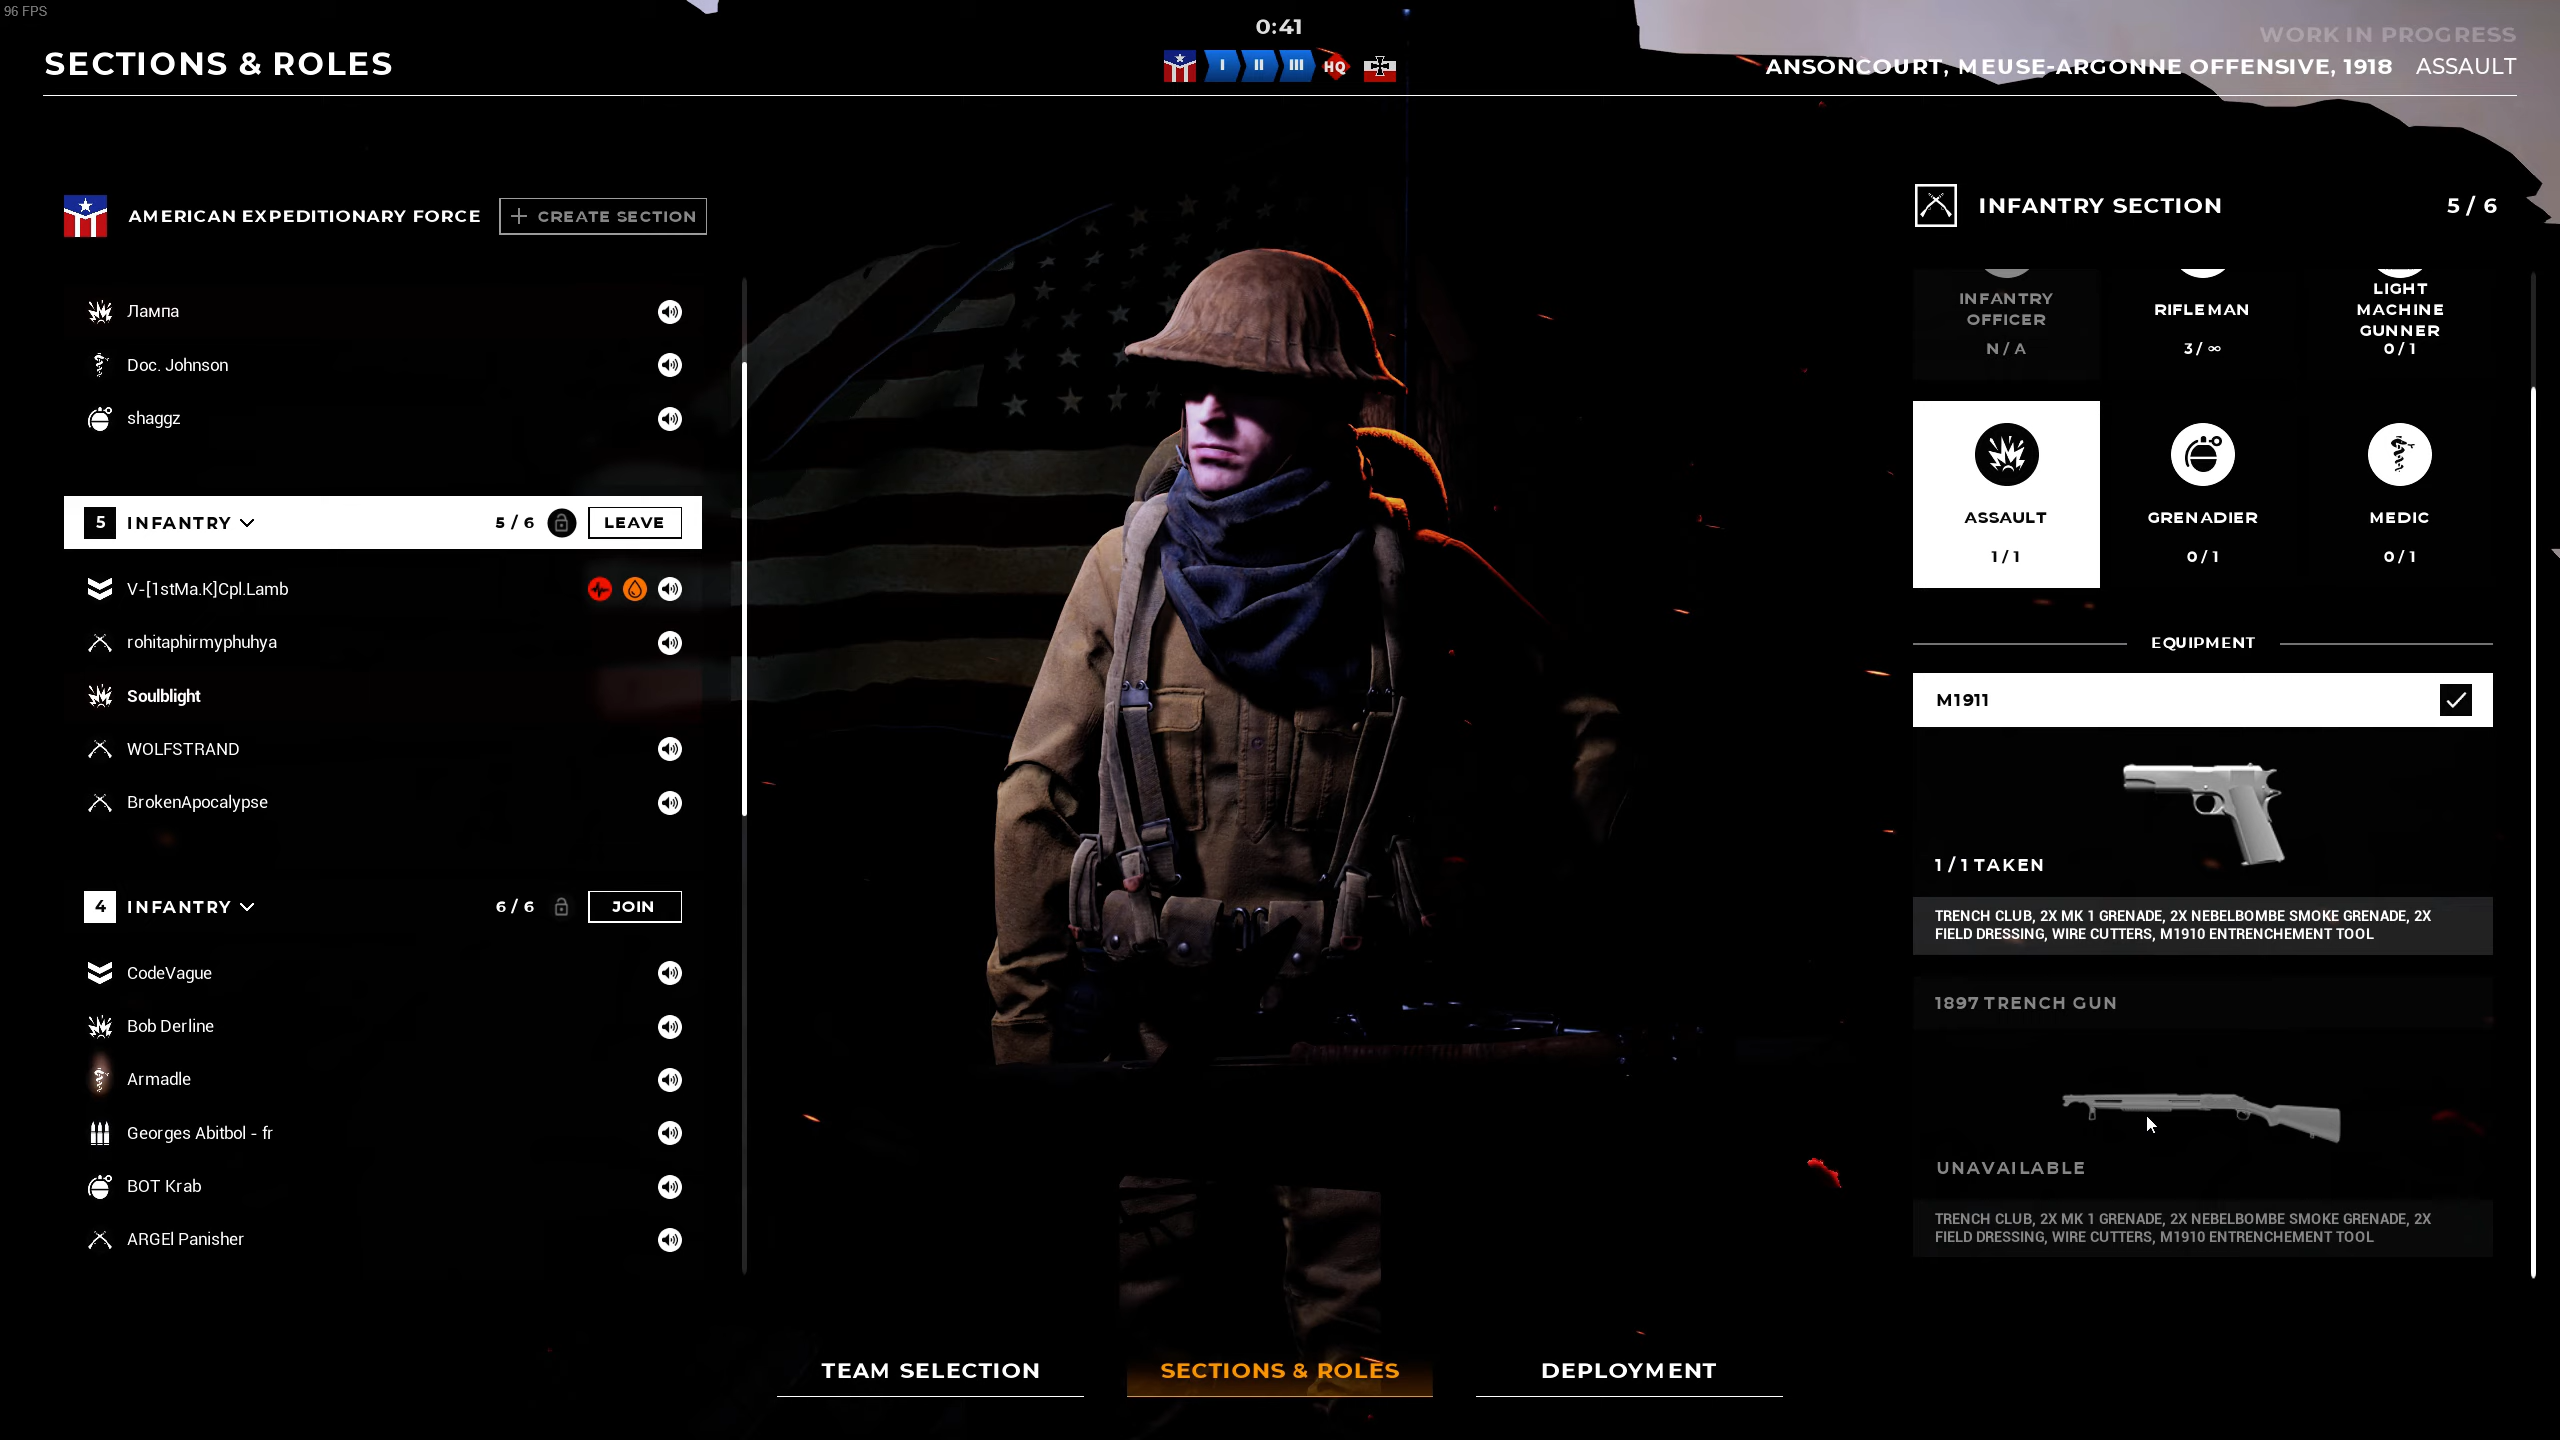 96 FPS
0:41
WORK IN PROGRESS
SECTIONS & ROLES
I II III HQ
ANSONCOURT, MEUSE-ARGONNE OFFENSIVE, 1918 ASSAULT
AMERICAN EXPEDITIONARY FORCE
+ CREATE SECTION
Лампа
Doc. Johnson
shaggz
5 INFANTRY 5 / 6 LEAVE
V-[1stMa.K]Cpl.Lamb
rohitaphirmyphuhya
Soulblight
WOLFSTRAND
BrokenApocalypse
4 INFANTRY 6 / 6 JOIN
CodeVague
Bob Derline
Armadle
Georges Abitbol - fr
BOT Krab
ARGEl Panisher
INFANTRY SECTION 5 / 6
INFANTRY
OFFICER
N / A
RIFLEMAN
3 / ∞
LIGHT
MACHINE
GUNNER
0 / 1
ASSAULT
1 / 1
GRENADIER
0 / 1
MEDIC
0 / 1
EQUIPMENT
M1911
1 / 1 TAKEN
TRENCH CLUB, 2X MK 1 GRENADE, 2X NEBELBOMBE SMOKE GRENADE, 2X
FIELD DRESSING, WIRE CUTTERS, M1910 ENTRENCHEMENT TOOL
1897 TRENCH GUN
UNAVAILABLE
TRENCH CLUB, 2X MK 1 GRENADE, 2X NEBELBOMBE SMOKE GRENADE, 2X
FIELD DRESSING, WIRE CUTTERS, M1910 ENTRENCHEMENT TOOL
TEAM SELECTION
SECTIONS & ROLES
DEPLOYMENT